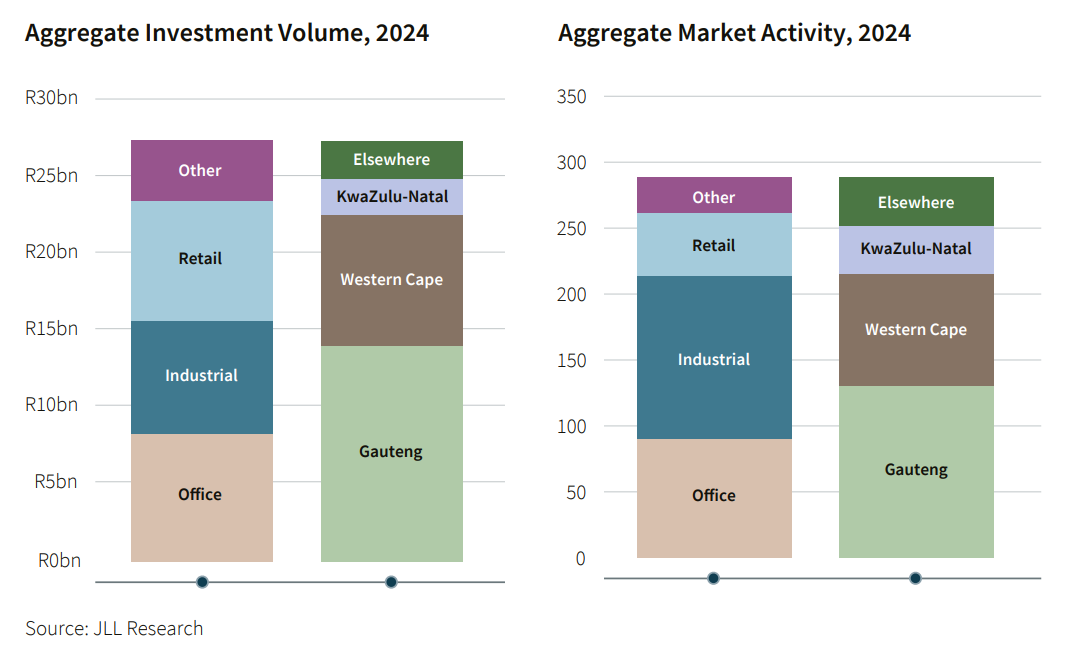 Aggregate Investment Volume, 2024
R30bn
R25bn
R20bn
R15bn
R10bn
R5bn
R0bn
Other
Retail
Industrial
Office
Elsewhere
KwaZulu-Natal
Western Cape
Gauteng
Aggregate Market Activity, 2024
350
300
250
200
150
100
50
0
Other
Retail
Industrial
Office
Elsewhere
KwaZulu-Natal
Western Cape
Gauteng
Source: JLL Research